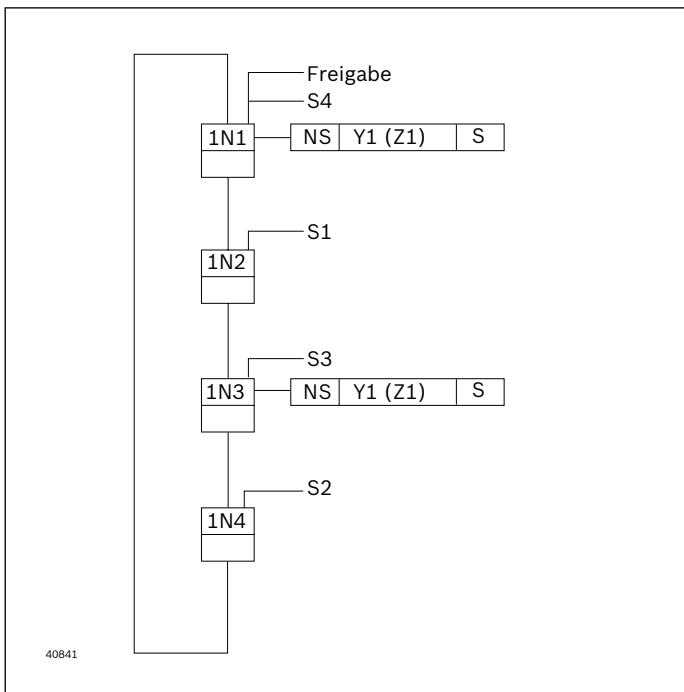 Freigabe
S4
1N1 NS Y1 (Z1) S
S1
1N2
S3
1N3 NS Y1 (Z1) S
S2
1N4
40841